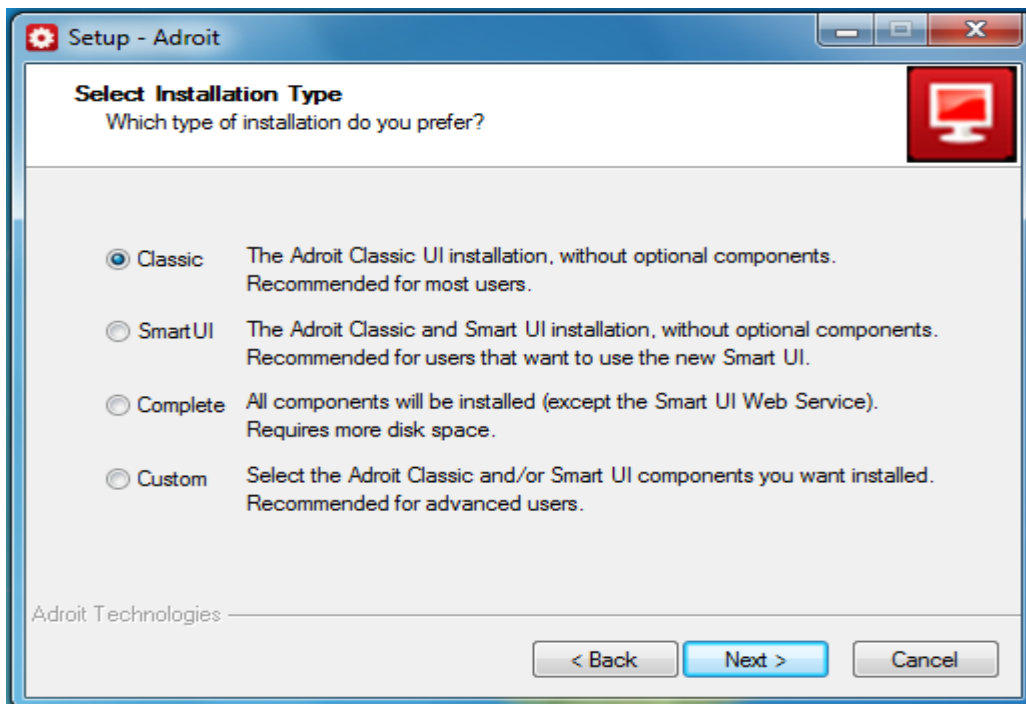 Setup - Adroit
Select Installation Type
Which type of installation do you prefer?
Classic
The Adroit Classic UI installation, without optional components.
Recommended for most users.
SmartUI
The Adroit Classic and Smart UI installation, without optional components.
Recommended for users that want to use the new Smart UI.
Complete
All components will be installed (except the Smart UI Web Service).
Requires more disk space.
Custom
Select the Adroit Classic and/or Smart UI components you want installed.
Recommended for advanced users.
Adroit Technologies
< Back
Next >
Cancel